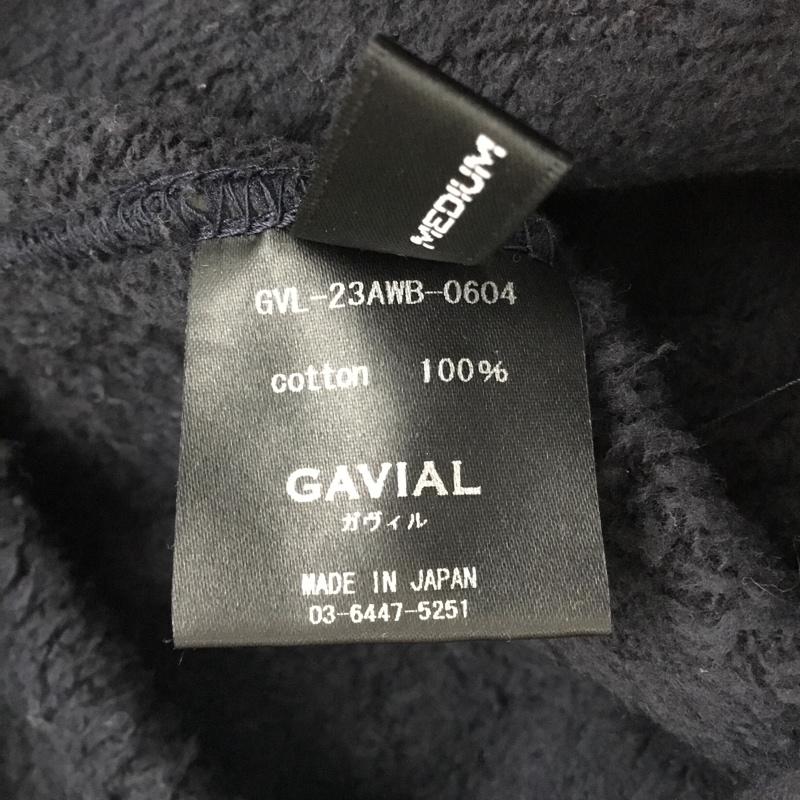 MEDIUM
GVL-23AWB-0604
cotton 100%
GAVIAL
ガヴィル
MADE IN JAPAN
03-6447-5251